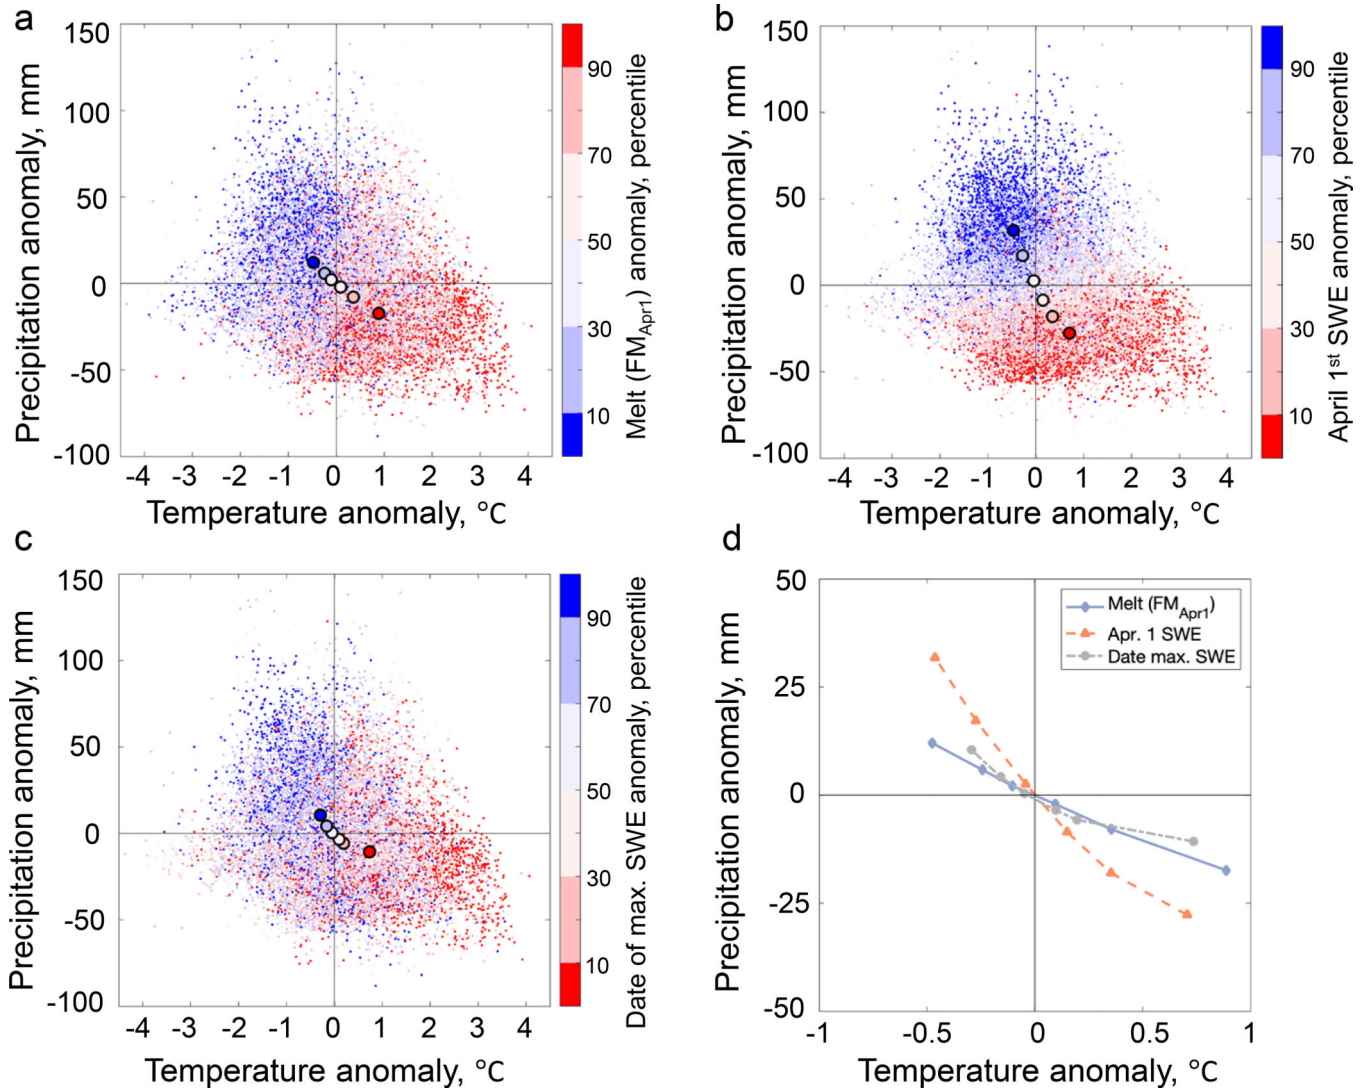 a
150
100
50
0
-50
-100
-4 -3 -2 -1 0 1 2 3 4
Precipitation anomaly, mm
Temperature anomaly, °C
90
70
50
30
10
Melt (FM_Apr1) anomaly, percentile
b
150
100
50
0
-50
-100
-4 -3 -2 -1 0 1 2 3 4
Precipitation anomaly, mm
Temperature anomaly, °C
90
70
50
30
10
April 1st SWE anomaly, percentile
c
150
100
50
0
-50
-100
-4 -3 -2 -1 0 1 2 3 4
Precipitation anomaly, mm
Temperature anomaly, °C
90
70
50
30
10
Date of max. SWE anomaly, percentile
d
50
25
0
-25
-50
-1 -0.5 0 0.5 1
Precipitation anomaly, mm
Temperature anomaly, °C
Melt (FM_Apr1)
Apr. 1 SWE
Date max. SWE